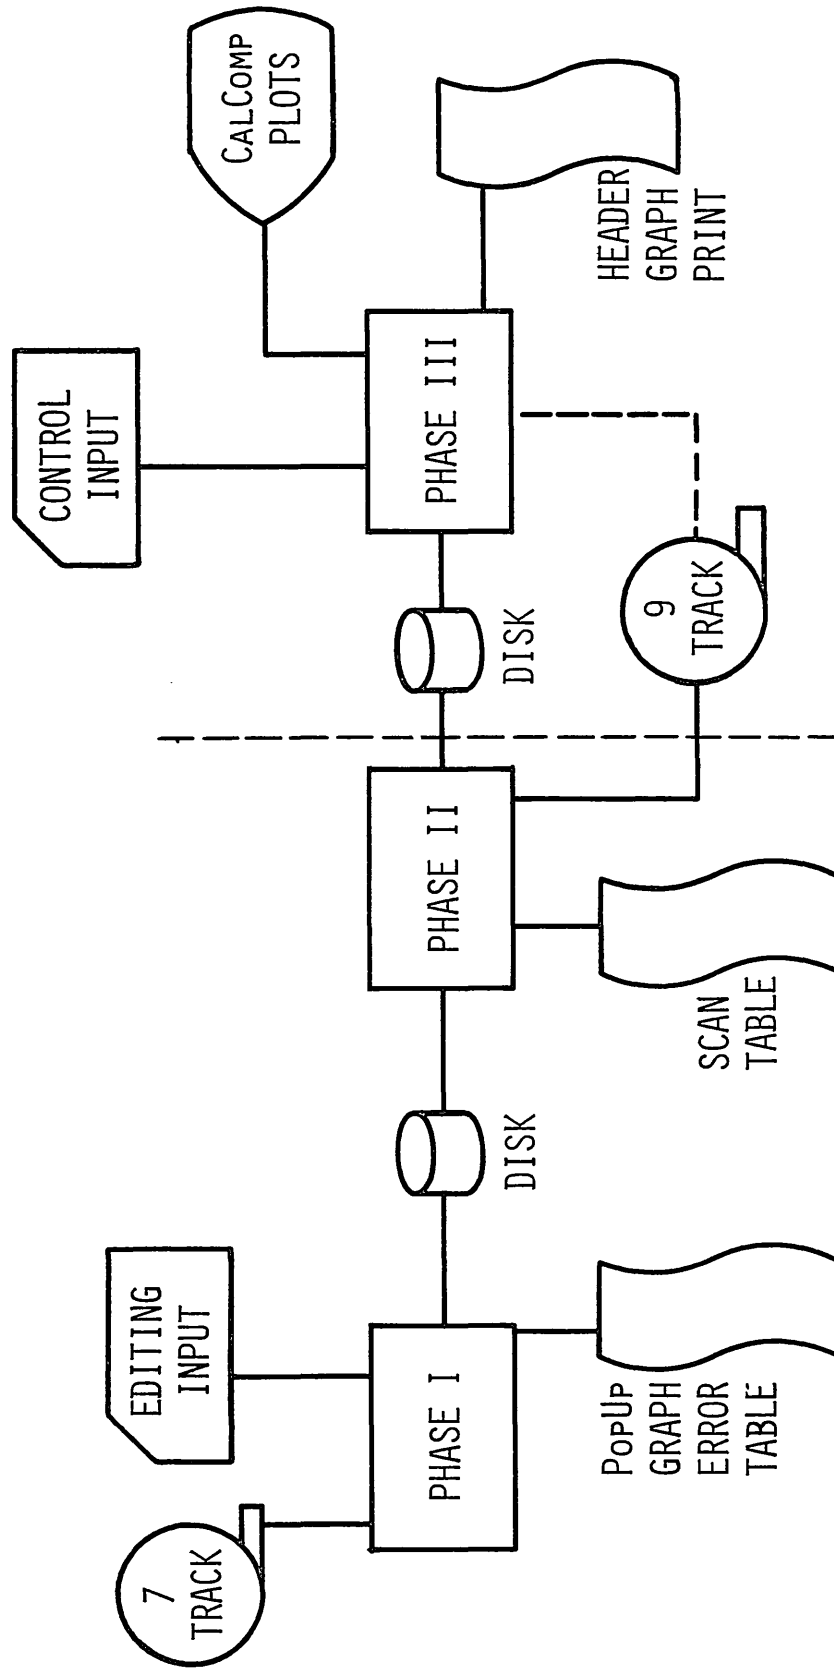 7
TRACK
EDITING
INPUT
PHASE I
PopUp
GRAPH
ERROR
TABLE
DISK
PHASE II
SCAN
TABLE
DISK
9
TRACK
CONTROL
INPUT
PHASE III
CALCOMP
PLOTS
HEADER
GRAPH
PRINT